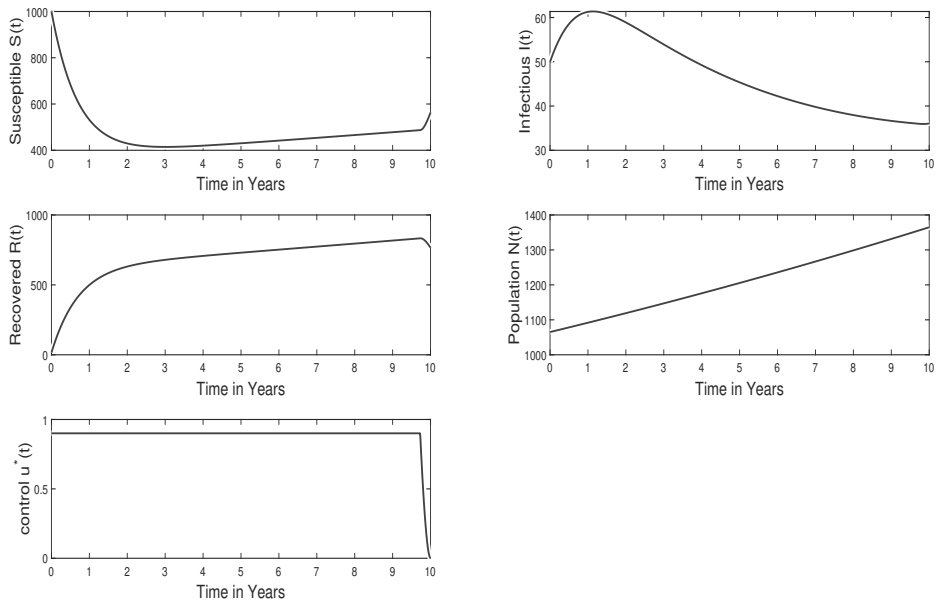 Susceptible S(t)
1000
800
600
400
0 1 2 3 4 5 6 7 8 9 10
Time in Years
Infectious I(t)
60
50
40
30
0 1 2 3 4 5 6 7 8 9 10
Time in Years
Recovered R(t)
1000
500
0
0 1 2 3 4 5 6 7 8 9 10
Time in Years
Population N(t)
1400
1300
1200
1100
1000
0 1 2 3 4 5 6 7 8 9 10
Time in Years
control u*(t)
1
0.5
0
0 1 2 3 4 5 6 7 8 9 10
Time in Years